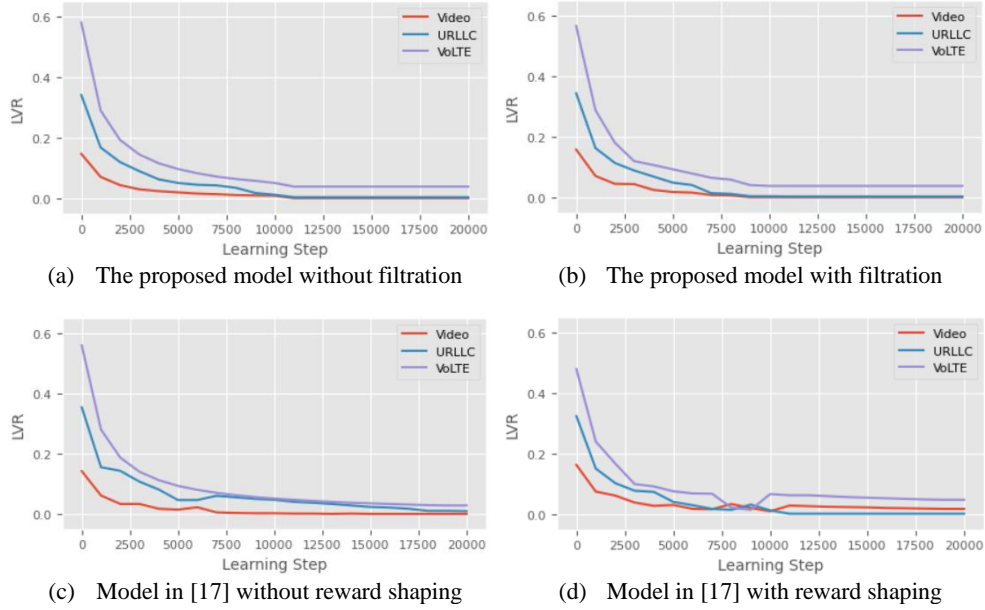 0.6
0.4
0.2
0.0
LVR
Video
URLLC
VoLTE
0 2500 5000 7500 10000 12500 15000 17500 20000
Learning Step
(a) The proposed model without filtration
0.6
0.4
0.2
0.0
LVR
Video
URLLC
VoLTE
0 2500 5000 7500 10000 12500 15000 17500 20000
Learning Step
(b) The proposed model with filtration
0.6
0.4
0.2
0.0
LVR
Video
URLLC
VoLTE
0 2500 5000 7500 10000 12500 15000 17500 20000
Learning Step
(c) Model in [17] without reward shaping
0.6
0.4
0.2
0.0
LVR
Video
URLLC
VoLTE
0 2500 5000 7500 10000 12500 15000 17500 20000
Learning Step
(d) Model in [17] with reward shaping